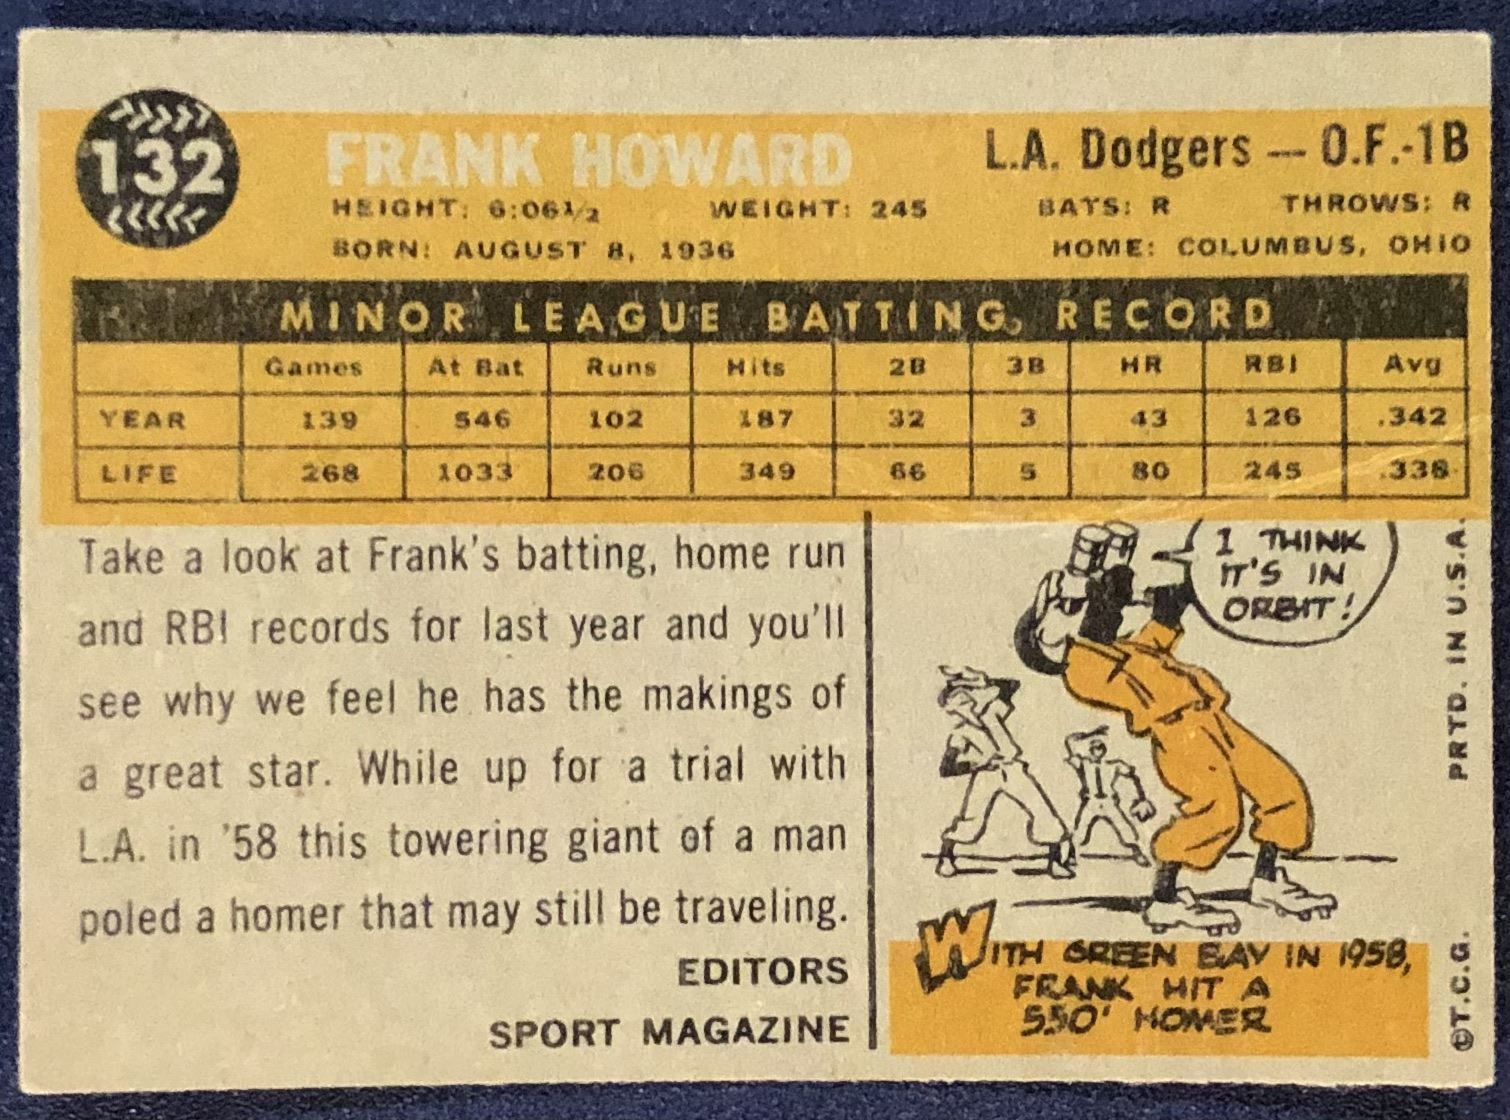 132
FRANK HOWARD
L.A. Dodgers — O.F.-1B
HEIGHT: 6:06½ WEIGHT: 245 BATS: R THROWS: R
BORN: AUGUST 8, 1936 HOME: COLUMBUS, OHIO
MINOR LEAGUE BATTING RECORD
Games At Bat Runs Hits 2B 3B HR RBI Avg
YEAR 139 546 102 187 32 3 43 126 .342
LIFE 268 1033 206 349 66 5 80 245 .338
Take a look at Frank's batting, home run
and RBI records for last year and you'll
see why we feel he has the makings of
a great star. While up for a trial with
L.A. in '58 this towering giant of a man
poled a homer that may still be traveling.
EDITORS
SPORT MAGAZINE
I THINK
IT'S IN
ORBIT!
WITH GREEN BAY IN 1958,
FRANK HIT A
550' HOMER
©T.C.G. PRTD. IN U.S.A.